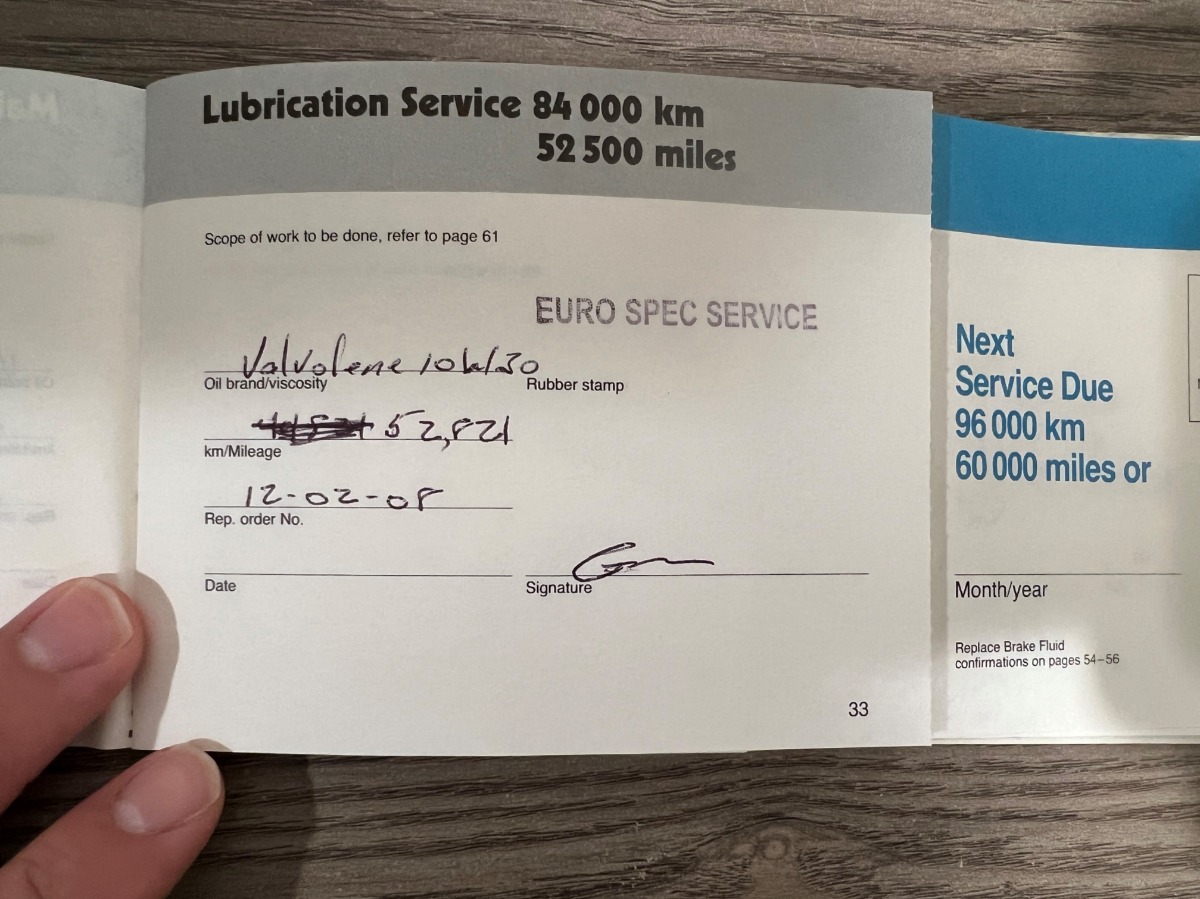 Lubrication Service 84 000 km
52 500 miles
Scope of work to be done, refer to page 61
EURO SPEC SERVICE
Valvolene 10W/30
Oil brand/viscosity
Rubber stamp
52,821
km/Mileage
12-02-08
Rep. order No.
Date
Signature
33
Next
Service Due
96 000 km
60 000 miles or
Month/year
Replace Brake Fluid
confirmations on pages 54–56